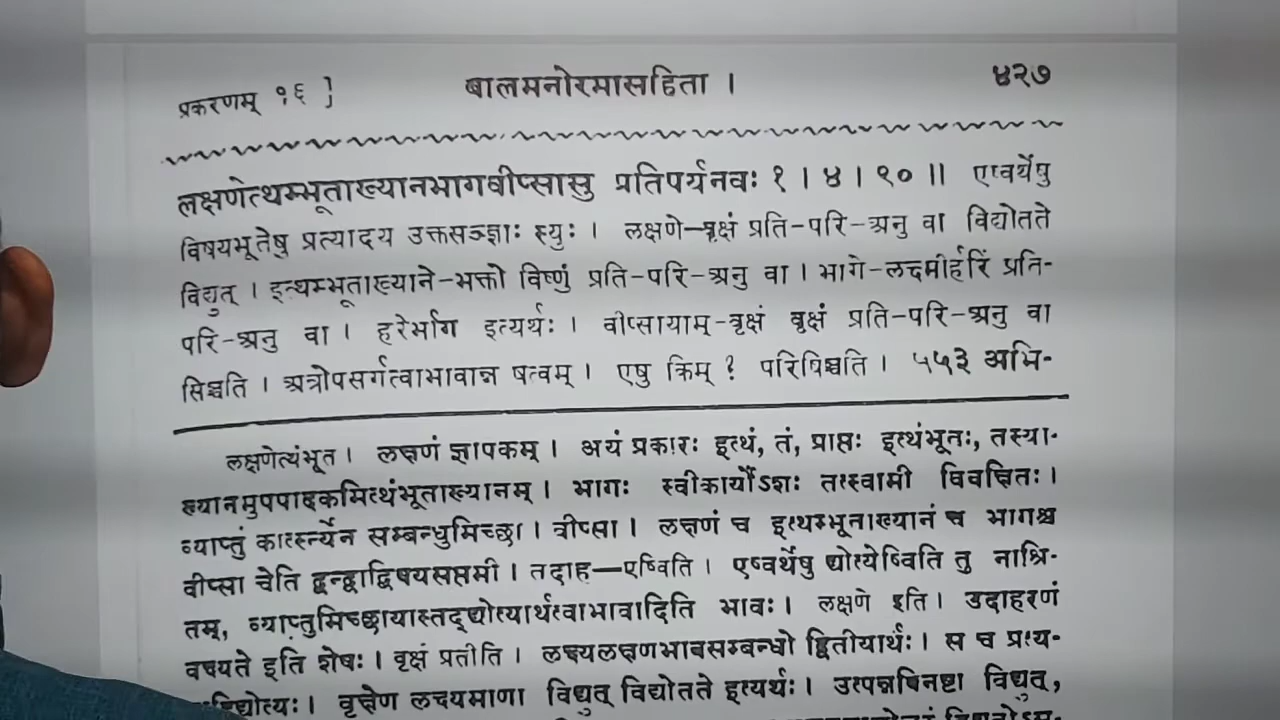 प्रकरणम् १६ ]
बालमनोरमासहिता ।
४२७
लक्षणेत्थम्भूताख्यानभागवीप्सासु प्रतिपर्यनवः १ । ४ । ९० ॥ एष्वर्थेषु
विषयभूतेषु प्रत्यादय उक्तसञ्ज्ञाः स्युः । लक्षणे-वृक्षं प्रति-परि-अनु वा विद्योतते
विद्युत् । इत्थम्भूताख्याने-भक्तो विष्णुं प्रति-परि-अनु वा । भागे-लक्ष्मीर्हरिं प्रति-
परि-अनु वा । हरेर्भाग इत्यर्थः । वीप्सायाम्-वृक्षं वृक्षं प्रति-परि-अनु वा
सिञ्चति । अत्रोपसर्गत्वाभावान्न षत्वम् । एषु किम् ? परिषिञ्चति । ५५३ अभि-
लक्षणेत्थंभूत । लक्षणं ज्ञापकम् । अयं प्रकारः इत्थं, तं, प्राप्तः इत्थंभूतः, तस्या-
ख्यानमुपपादकमित्थंभूताख्यानम् । भागः स्वीकार्योऽशः तत्स्वामी विवक्षितः ।
व्याप्तुं कार्त्स्न्येन सम्बन्धुमिच्छा । वीप्सा । लक्षणं च इत्थम्भूताख्यानं च भागश्च
वीप्सा चेति द्वन्द्वाद्विषयसप्तमी । तदाह—एष्विति । एष्वर्थेषु द्योत्येष्विति तु नाश्रि-
तम्, व्याप्तुमिच्छायास्तद्द्योत्यार्थत्वाभावादिति भावः । लक्षणे इति । उदाहरणं
वक्ष्यते इति शेषः । वृक्षं प्रतीति । लक्ष्यलक्षणभावसम्बन्धो द्वितीयार्थः । स च प्रत्य-
वृक्षेण लक्ष्यमाणा विद्युत् विद्योतते इत्यर्थः । उत्पन्नविनष्टा विद्युत्,